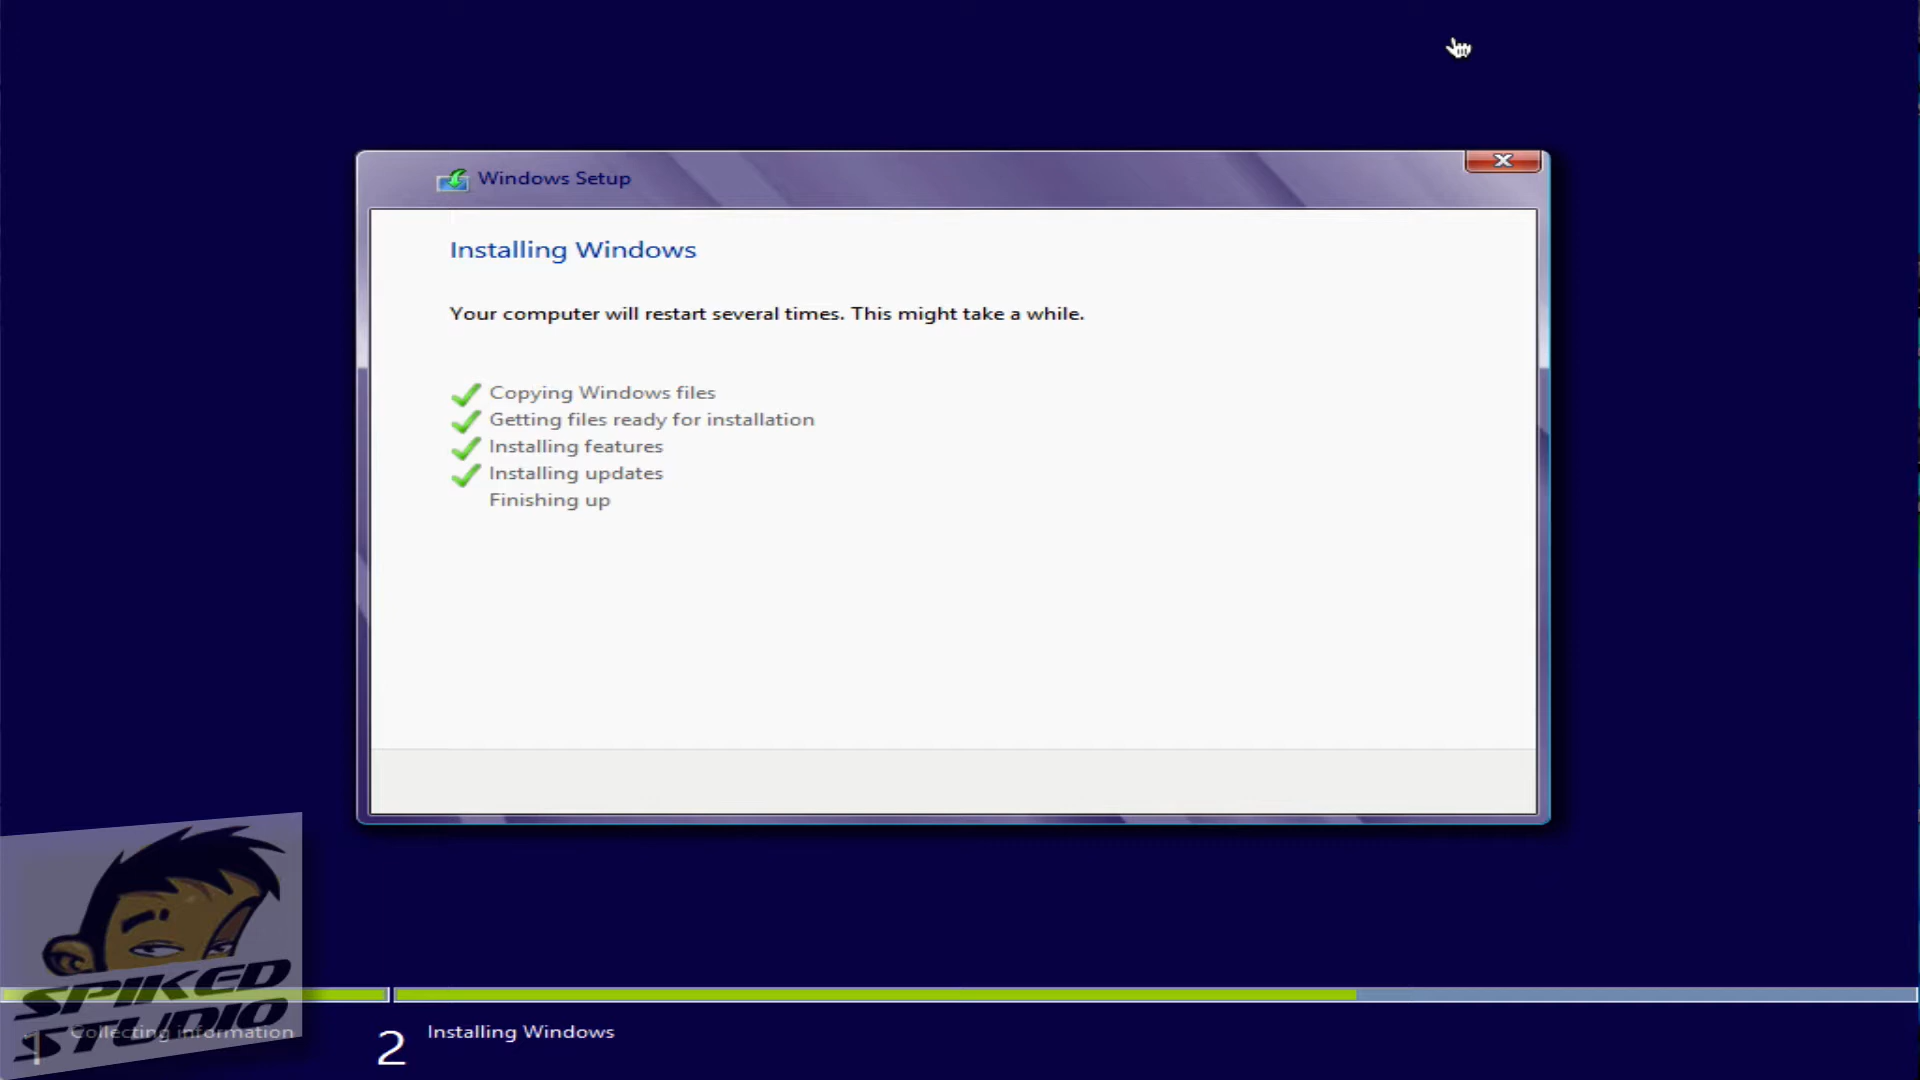 Windows Setup
Installing Windows
Your computer will restart several times. This might take a while.
Copying Windows files
Getting files ready for installation
Installing features
Installing updates
Finishing up
SPIKED
STUDIO
1 Collecting information
2 Installing Windows